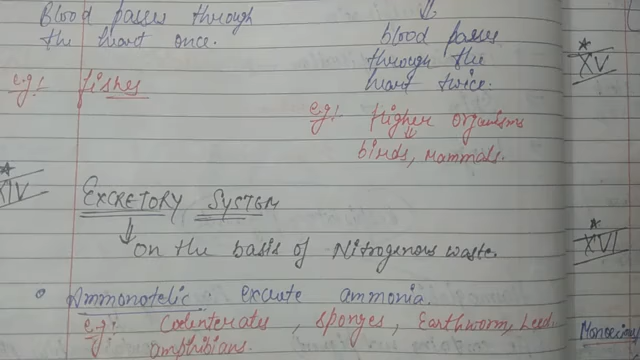 Blood passes through
the heart once.
e.g:- fishes
blood passes
through the
heart twice.
e.g:- Higher organisms
birds, mammals.
XV
XIV
EXCRETORY SYSTEM
on the basis of Nitrogenous waste.
XVI
Ammonotelic : excrete ammonia.
e.g: Coelenterates, sponges, Earthworm,
amphibians.
Monoecious